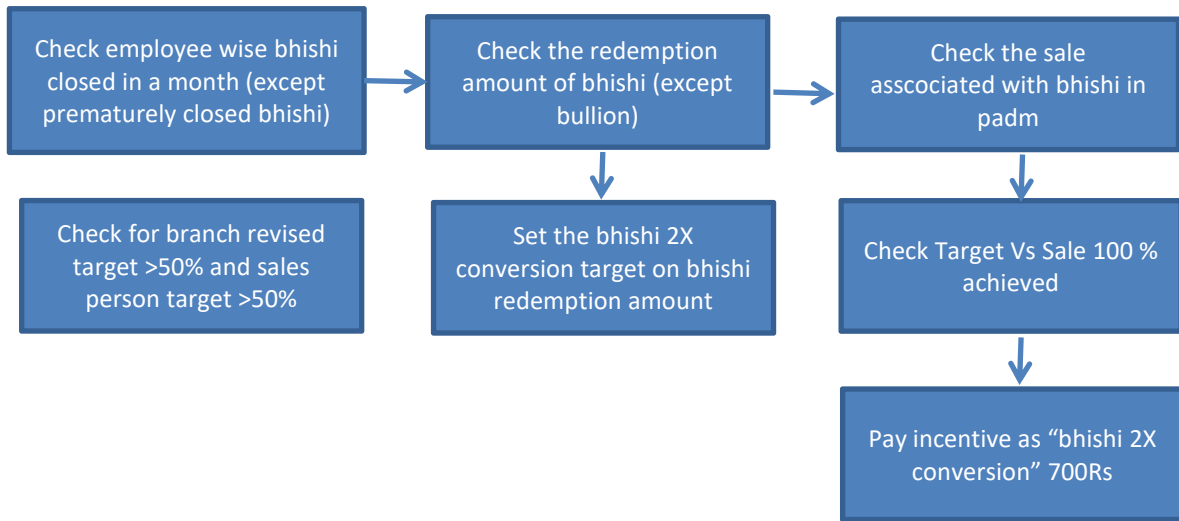 Check employee wise bhishi
closed in a month (except
prematurely closed bhishi)
Check the redemption
amount of bhishi (except
bullion)
Check the sale
asscociated with bhishi in
padm
Check for branch revised
target >50% and sales
person target >50%
Set the bhishi 2X
conversion target on bhishi
redemption amount
Check Target Vs Sale 100 %
achieved
Pay incentive as “bhishi 2X
conversion” 700Rs